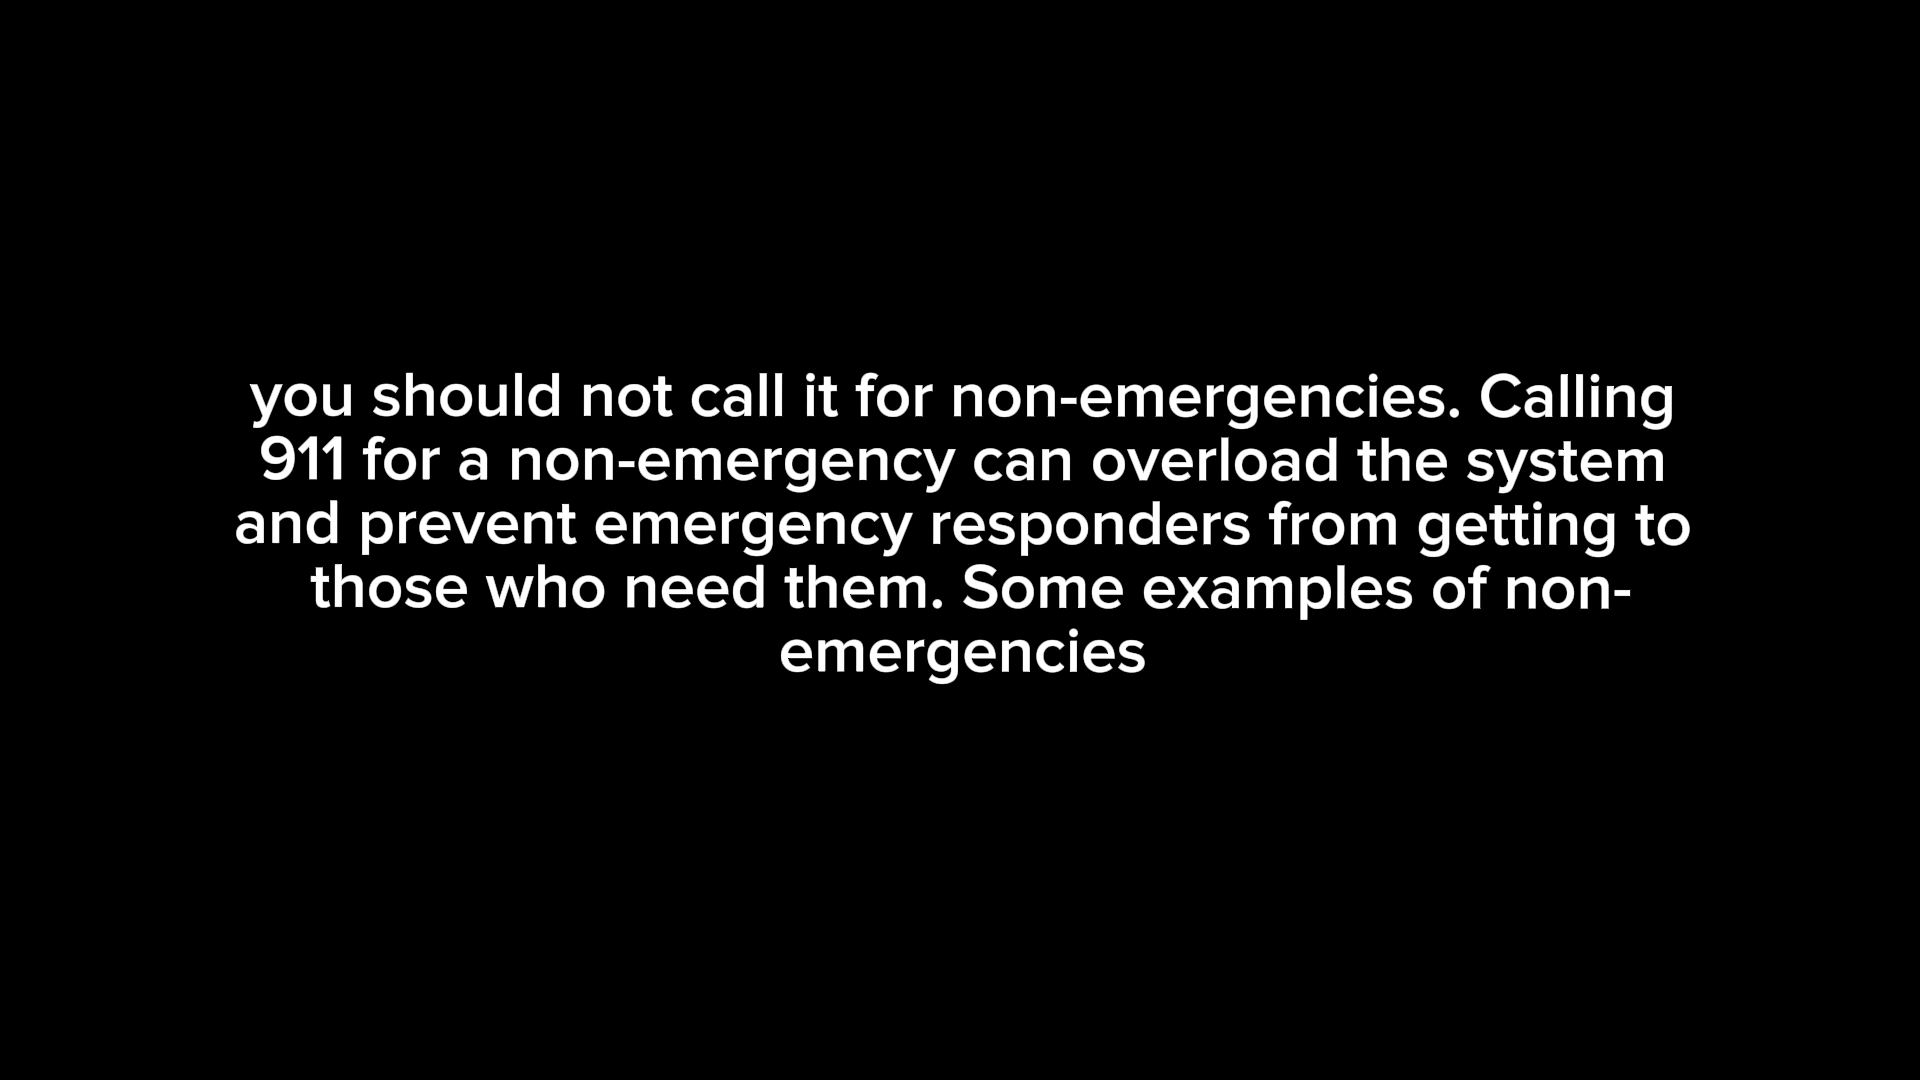 you should not call it for non-emergencies. Calling
911 for a non-emergency can overload the system
and prevent emergency responders from getting to
those who need them. Some examples of non-
emergencies